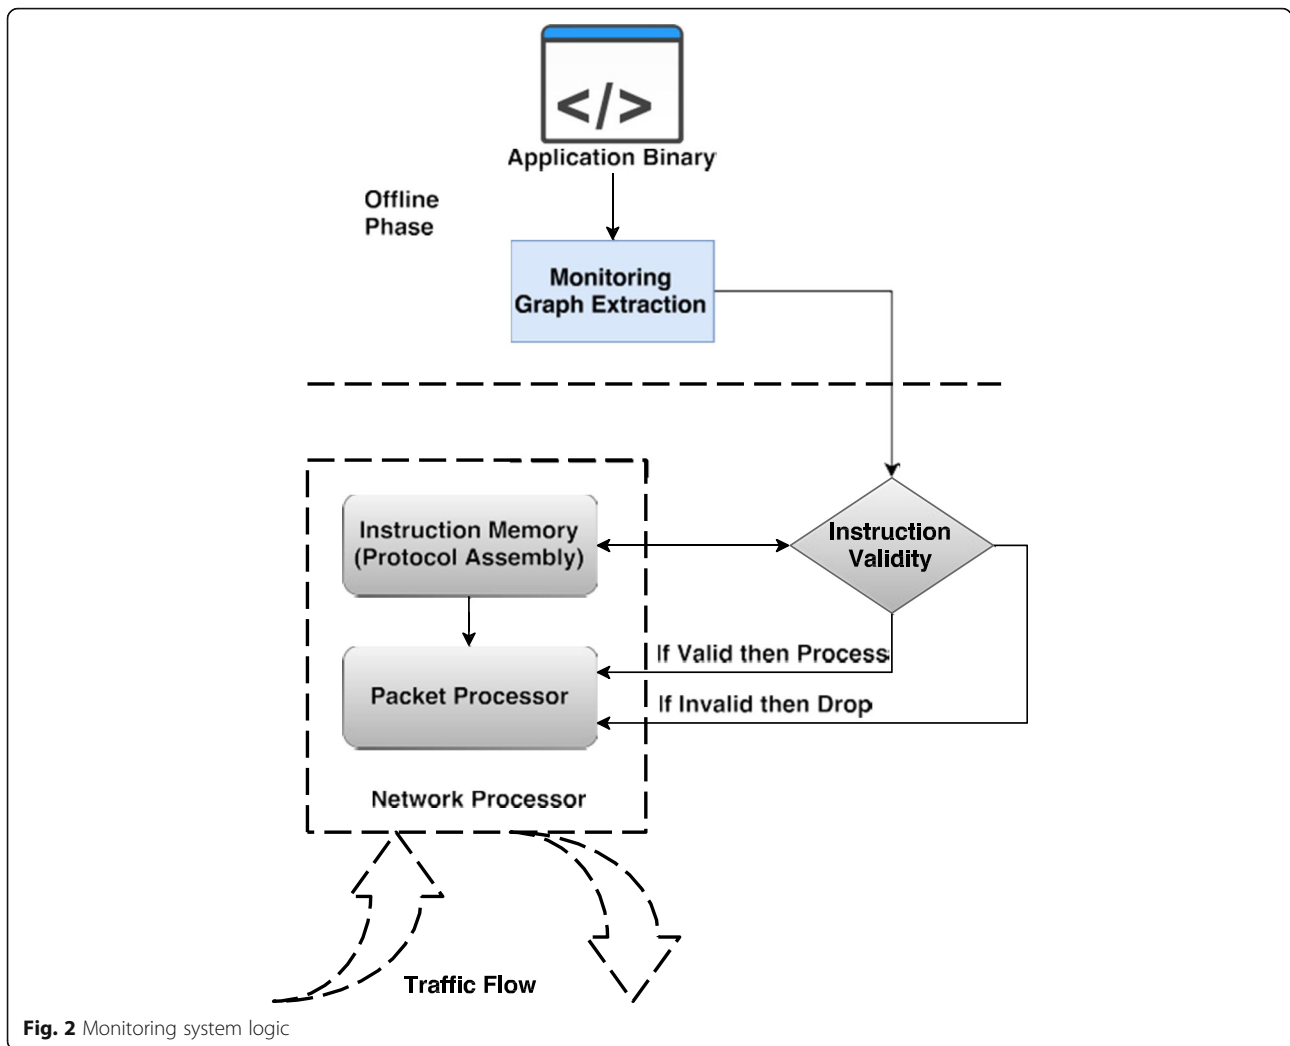 </>
Application Binary
Offline
Phase
Monitoring
Graph Extraction
Instruction Memory
(Protocol Assembly)
Instruction
Validity
If Valid then Process
Packet Processor
If Invalid then Drop
Network Processor
Traffic Flow
Fig. 2 Monitoring system logic